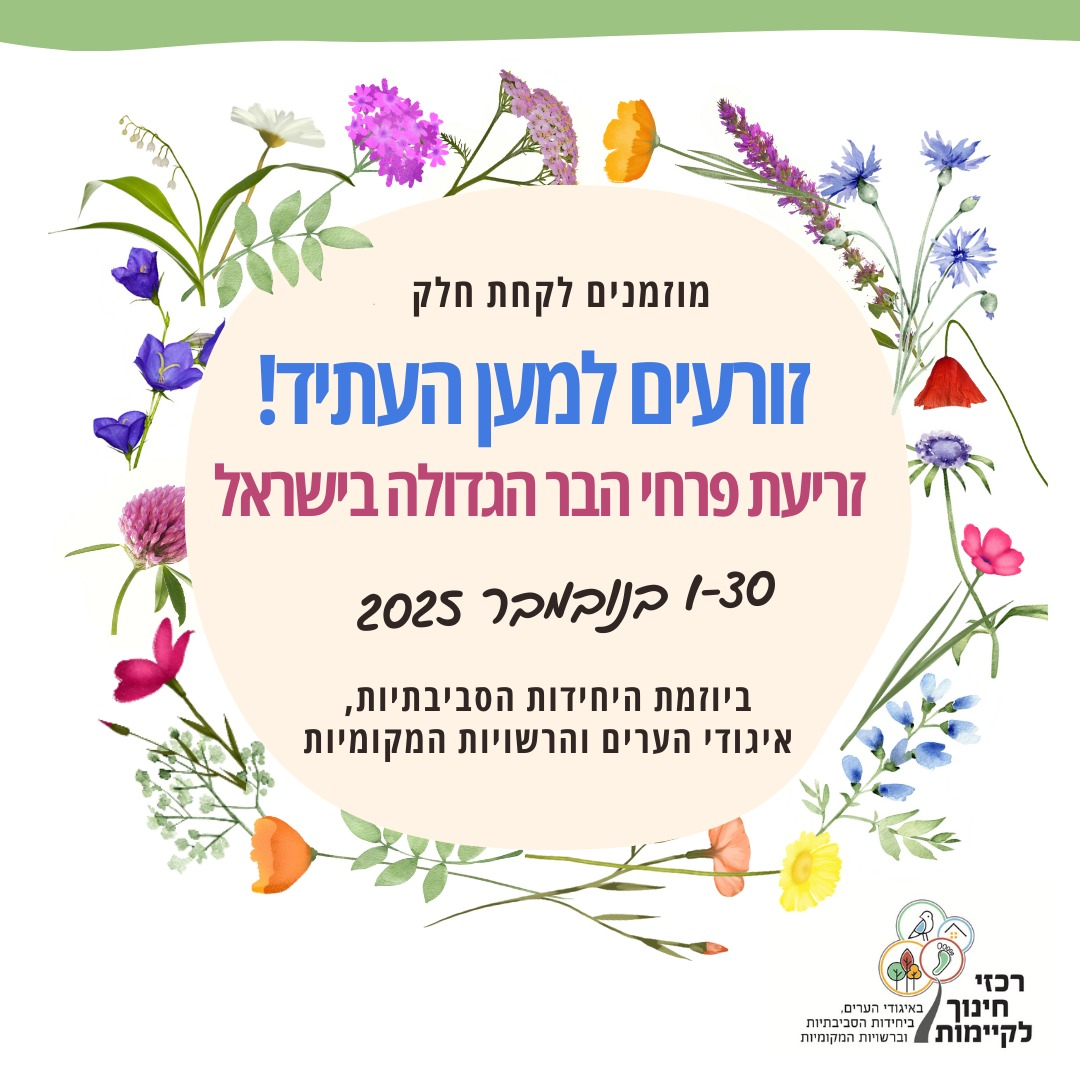 מוזמנים לקחת חלק
זורעים למען העתיד!
זריעת פרחי הבר הגדולה בישראל
1-30 בנובמבר 2025
ביוזמת היחידות הסביבתיות,
איגודי הערים והרשויות המקומיות
רכזי
חינוך
לקיימות
באיגודי הערים,
ביחידות הסביבתיות
וברשויות המקומיות